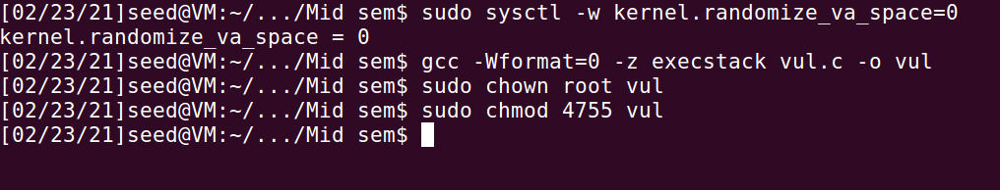 [02/23/21]seed@VM:~/.../Mid sem$ sudo sysctl -w kernel.randomize_va_space=0
kernel.randomize_va_space = 0
[02/23/21]seed@VM:~/.../Mid sem$ gcc -Wformat=0 -z execstack vul.c -o vul
[02/23/21]seed@VM:~/.../Mid sem$ sudo chown root vul
[02/23/21]seed@VM:~/.../Mid sem$ sudo chmod 4755 vul
[02/23/21]seed@VM:~/.../Mid sem$